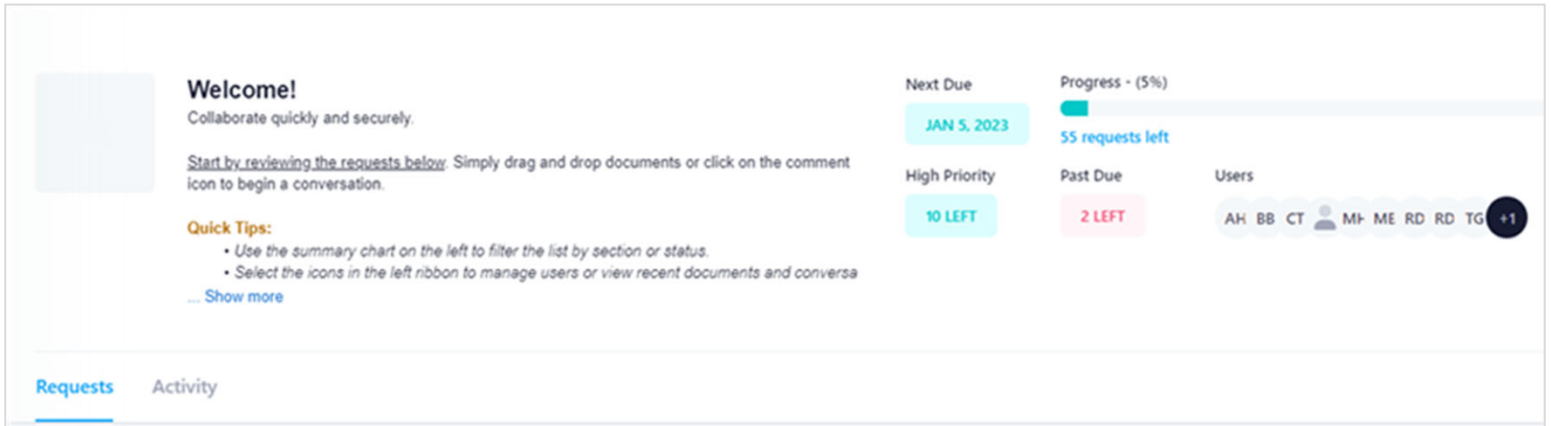 Welcome!
Collaborate quickly and securely.
Start by reviewing the requests below. Simply drag and drop documents or click on the comment
icon to begin a conversation.
Quick Tips:
• Use the summary chart on the left to filter the list by section or status.
• Select the icons in the left ribbon to manage users or view recent documents and conversa
... Show more
Next Due
JAN 5, 2023
Progress - (5%)
55 requests left
High Priority
10 LEFT
Past Due
2 LEFT
Users
AH BB CT MH ME RD RD TG +1
Requests Activity